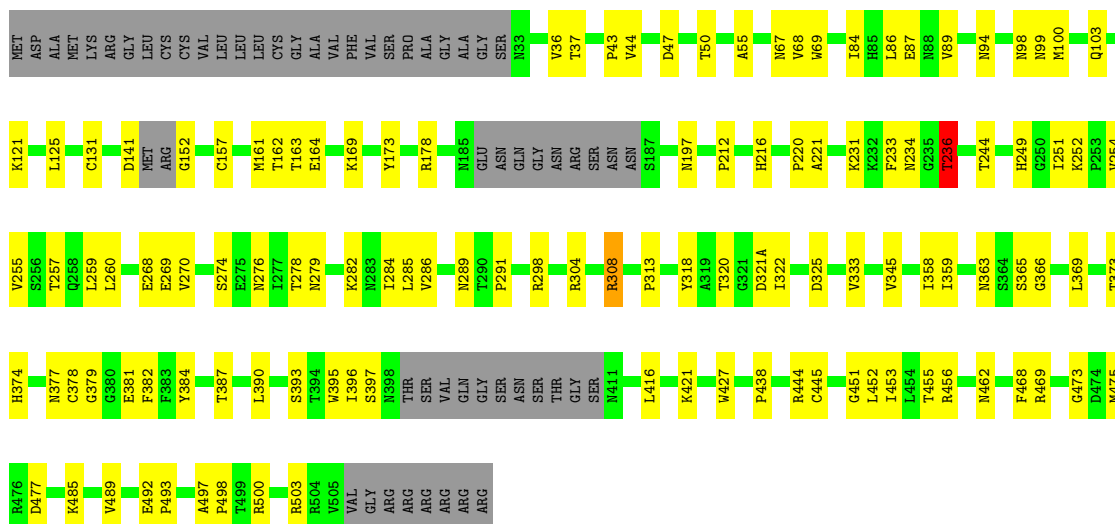 MET ASP ALA MET LYS ARG GLY LEU CYS CYS VAL LEU LEU LEU CYS GLY ALA VAL PHE VAL SER PRO ALA GLY ALA GLY SER N33 V36 T37 P43 V44 D47 T50 A55 N67 V68 W69 I84 H85 L86 E87 N88 V89 N94 N98 N99 M100 Q103
K121 L125 C131 D141 MET ARG G152 C157 M161 T162 T163 E164 K169 Y173 R178 N185 GLU ASN GLN GLY ASN ARG SER ASN ASN S187 N197 P212 H216 P220 A221 K231 K232 F233 N234 G235 T236 T244 H249 G250 I251 K252 P253 V254
V255 S256 T257 Q258 L259 L260 E268 E269 V270 S274 E275 N276 I277 T278 N279 K282 N283 I284 L285 V286 N289 T290 P291 R298 R304 R308 P313 Y318 A319 T320 G321 D321A I322 D325 V333 V345 I358 I359 N363 S364 S365 G366 L369 T373
H374 N377 C378 G379 G380 E381 F382 F383 Y384 T387 L390 S393 T394 W395 I396 S397 N398 THR SER VAL GLN GLY SER ASN SER THR GLY SER N411 L416 K421 W427 P438 R444 C445 G451 L452 I453 L454 T455 R456 N462 F468 R469 G473 D474 M475
R476 D477 K485 V489 E492 P493 A497 P498 T499 R500 R503 R504 V505 VAL GLY ARG ARG ARG ARG ARG